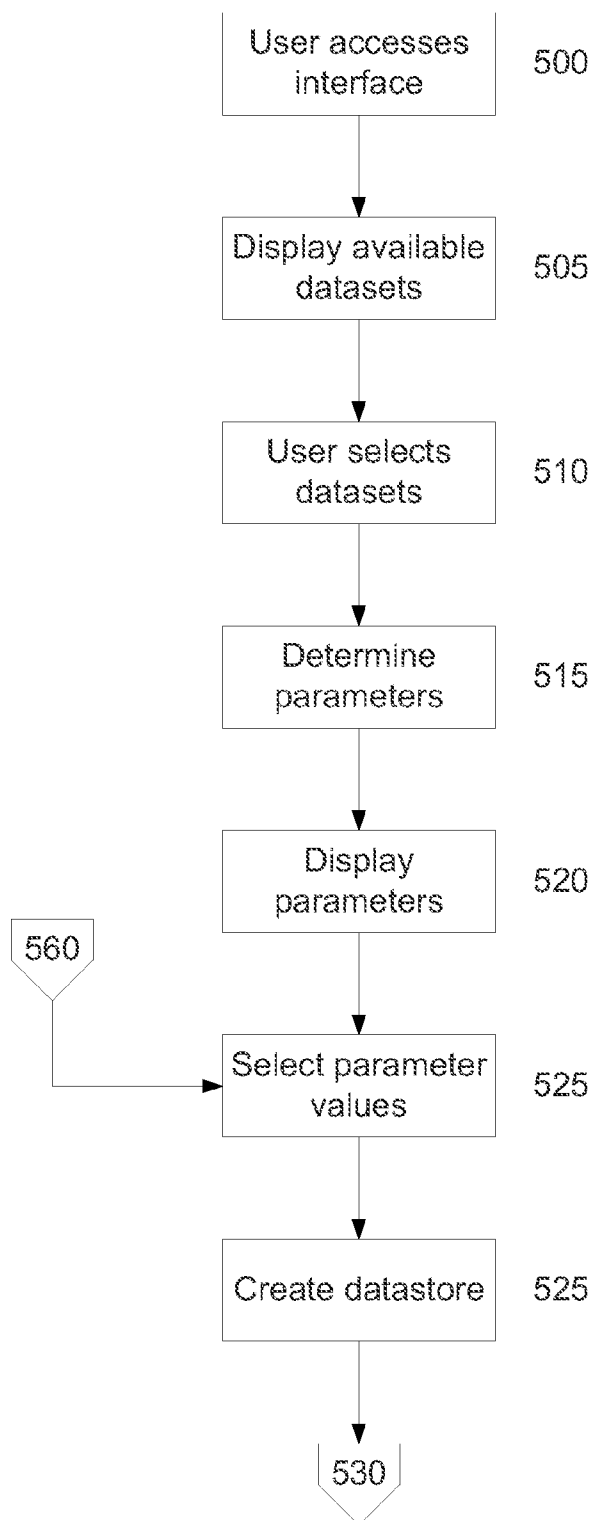 User accesses
interface
500
Display available
datasets
505
User selects
datasets
510
Determine
parameters
515
Display
parameters
520
560
Select parameter
values
525
Create datastore
525
530